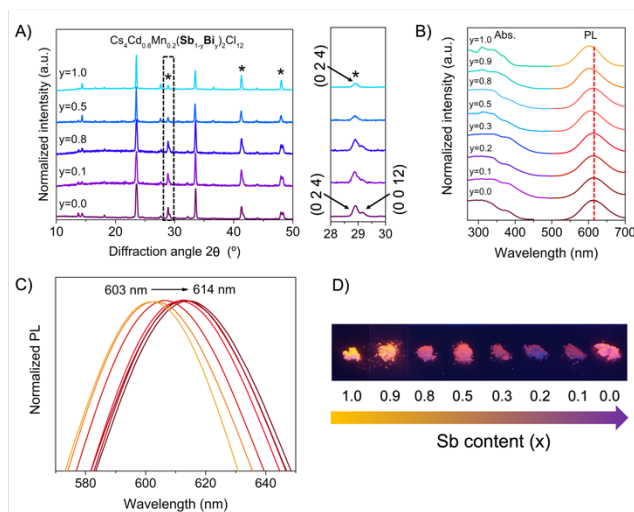 A)
Cs4Cd0.8Mn0.2(Sb1-yBiy)2Cl12
Normalized intentsity (a.u.)
y=1.0
y=0.5
y=0.8
y=0.1
y=0.0
* * * *
10 20 30 40 50
Diffraction angle 2θ (º)
(0 2 4)
*
(0 2 4)
(0 0 12)
28 29 30
B)
Abs. PL
Normalized intensity
y=1.0
y=0.9
y=0.8
y=0.5
y=0.3
y=0.2
y=0.1
y=0.0
300 400 500 600 700
Wavelength (nm)
C)
603 nm 614 nm
Normalized PL
580 600 620 640
Wavelength (nm)
D)
1.0 0.9 0.8 0.5 0.3 0.2 0.1 0.0
Sb content (x)